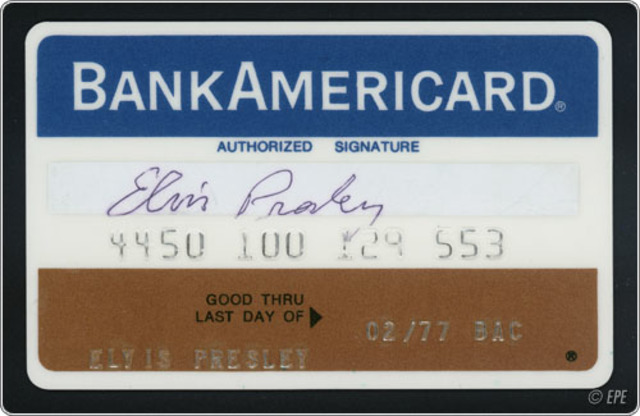 BANKAMERICARD®
AUTHORIZED SIGNATURE
Elvis Presley
4450 100 129 553
GOOD THRU
LAST DAY OF ▶
02/77 BAC
ELVIS PRESLEY
®
© EPE